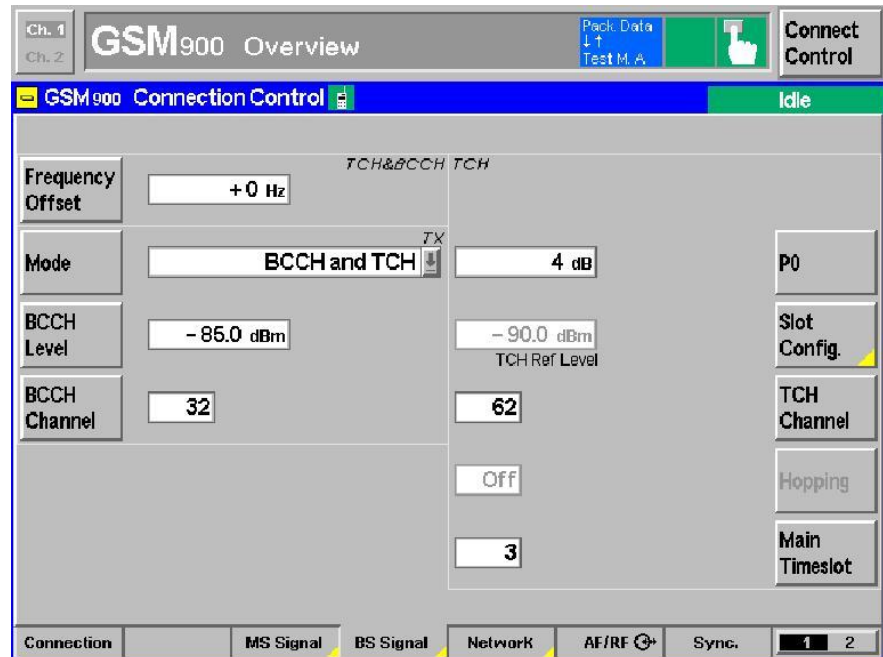 Ch. 1
Ch. 2
GSM900 Overview
Pack. Data
↓↑
Test M. A.
Connect
Control
GSM 900 Connection Control
Idle
TCH&BCCH TCH
Frequency
Offset
+0 Hz
TX
Mode
BCCH and TCH
4 dB
P0
BCCH
Level
-85.0 dBm
-90.0 dBm
TCH Ref Level
Slot
Config.
BCCH
Channel
32
62
TCH
Channel
Off
Hopping
3
Main
Timeslot
Connection MS Signal BS Signal Network AF/RF Sync. 1 2